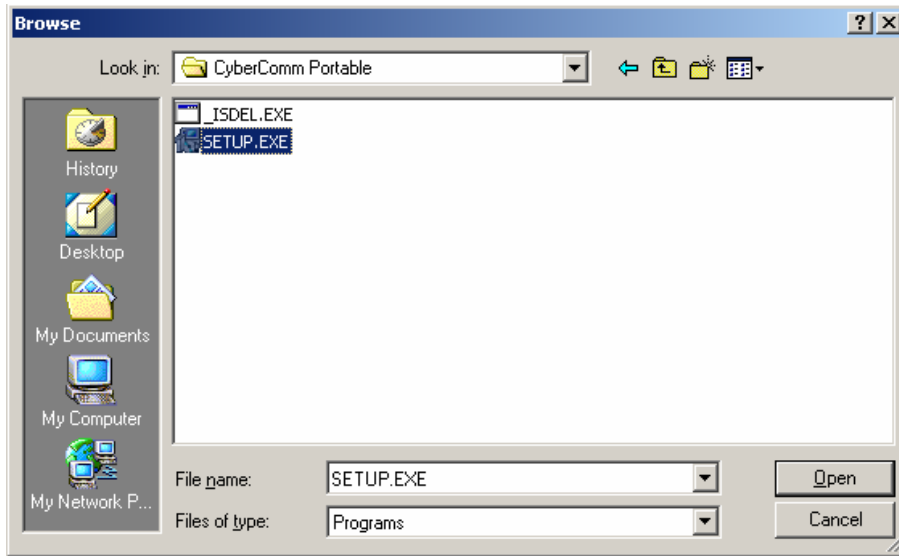 Browse
Look in:
CyberComm Portable
_ISDEL.EXE
SETUP.EXE
History
Desktop
My Documents
My Computer
My Network P...
File name:
SETUP.EXE
Open
Files of type:
Programs
Cancel